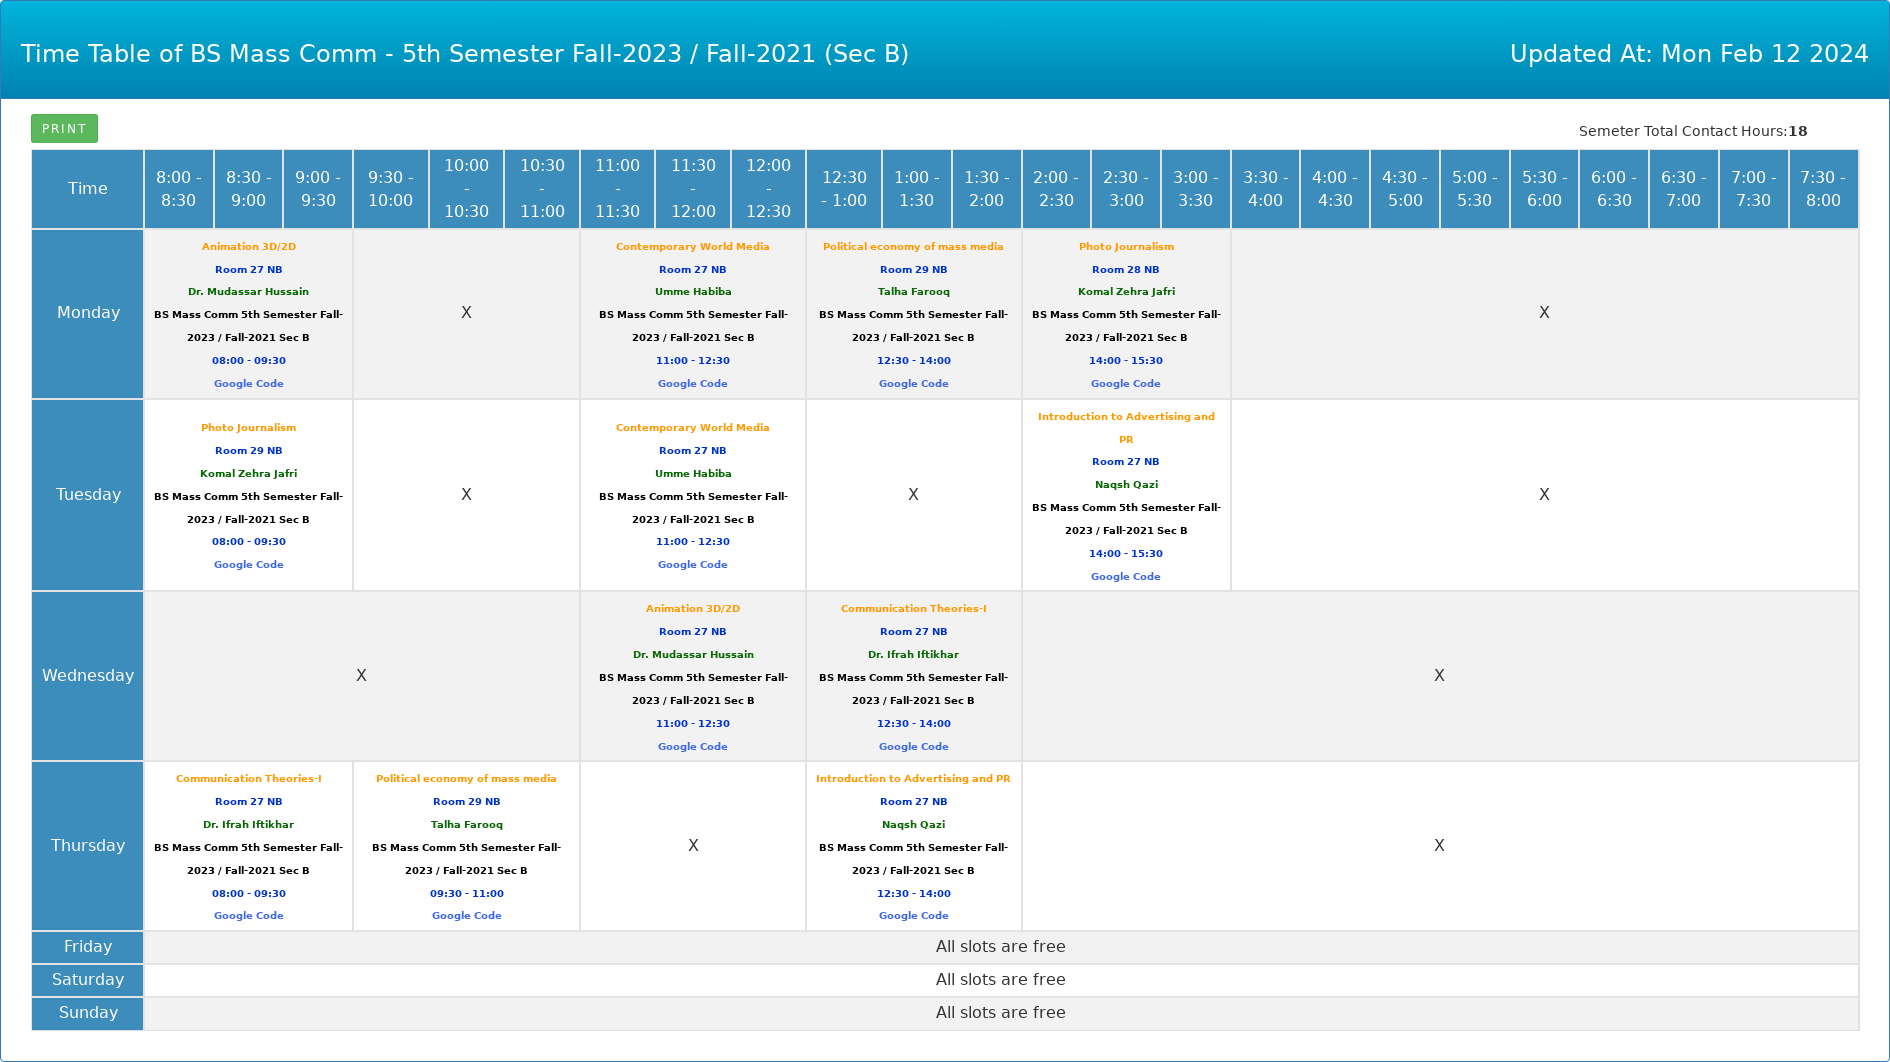 Time Table of BS Mass Comm - 5th Semester Fall-2023 / Fall-2021 (Sec B)
Updated At: Mon Feb 12 2024
PRINT
Semeter Total Contact Hours:18
Time
8:00 -
8:30
8:30 -
9:00
9:00 -
9:30
9:30 -
10:00
10:00
-
10:30
10:30
-
11:00
11:00
-
11:30
11:30
-
12:00
12:00
-
12:30
12:30
- 1:00
1:00 -
1:30
1:30 -
2:00
2:00 -
2:30
2:30 -
3:00
3:00 -
3:30
3:30 -
4:00
4:00 -
4:30
4:30 -
5:00
5:00 -
5:30
5:30 -
6:00
6:00 -
6:30
6:30 -
7:00
7:00 -
7:30
7:30 -
8:00
Monday
Animation 3D/2D
Room 27 NB
Dr. Mudassar Hussain
BS Mass Comm 5th Semester Fall-
2023 / Fall-2021 Sec B
08:00 - 09:30
Google Code
X
Contemporary World Media
Room 27 NB
Umme Habiba
BS Mass Comm 5th Semester Fall-
2023 / Fall-2021 Sec B
11:00 - 12:30
Google Code
Political economy of mass media
Room 29 NB
Talha Farooq
BS Mass Comm 5th Semester Fall-
2023 / Fall-2021 Sec B
12:30 - 14:00
Google Code
Photo Journalism
Room 28 NB
Komal Zehra Jafri
BS Mass Comm 5th Semester Fall-
2023 / Fall-2021 Sec B
14:00 - 15:30
Google Code
X
Tuesday
Photo Journalism
Room 29 NB
Komal Zehra Jafri
BS Mass Comm 5th Semester Fall-
2023 / Fall-2021 Sec B
08:00 - 09:30
Google Code
X
Contemporary World Media
Room 27 NB
Umme Habiba
BS Mass Comm 5th Semester Fall-
2023 / Fall-2021 Sec B
11:00 - 12:30
Google Code
X
Introduction to Advertising and
PR
Room 27 NB
Naqsh Qazi
BS Mass Comm 5th Semester Fall-
2023 / Fall-2021 Sec B
14:00 - 15:30
Google Code
X
Wednesday
X
Animation 3D/2D
Room 27 NB
Dr. Mudassar Hussain
BS Mass Comm 5th Semester Fall-
2023 / Fall-2021 Sec B
11:00 - 12:30
Google Code
Communication Theories-I
Room 27 NB
Dr. Ifrah Iftikhar
BS Mass Comm 5th Semester Fall-
2023 / Fall-2021 Sec B
12:30 - 14:00
Google Code
X
Thursday
Communication Theories-I
Room 27 NB
Dr. Ifrah Iftikhar
BS Mass Comm 5th Semester Fall-
2023 / Fall-2021 Sec B
08:00 - 09:30
Google Code
Political economy of mass media
Room 29 NB
Talha Farooq
BS Mass Comm 5th Semester Fall-
2023 / Fall-2021 Sec B
09:30 - 11:00
Google Code
X
Introduction to Advertising and PR
Room 27 NB
Naqsh Qazi
BS Mass Comm 5th Semester Fall-
2023 / Fall-2021 Sec B
12:30 - 14:00
Google Code
X
Friday
All slots are free
Saturday
All slots are free
Sunday
All slots are free